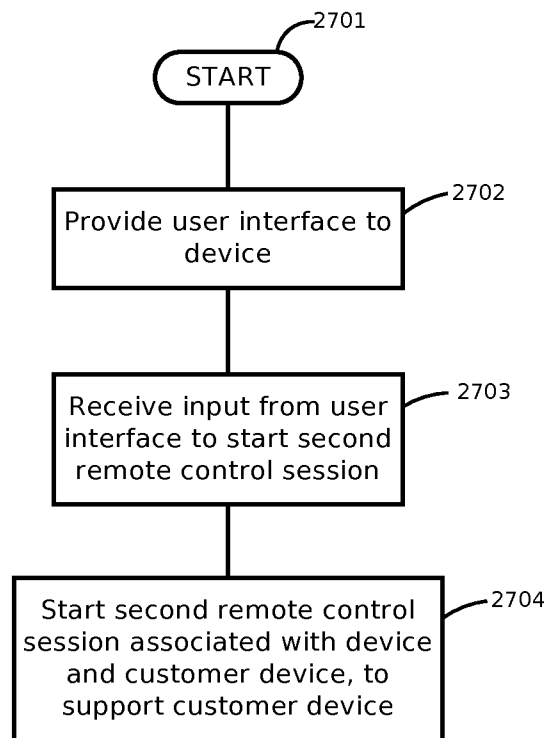 2701
START
2702
Provide user interface to
device
2703
Receive input from user
interface to start second
remote control session
2704
Start second remote control
session associated with device
and customer device, to
support customer device